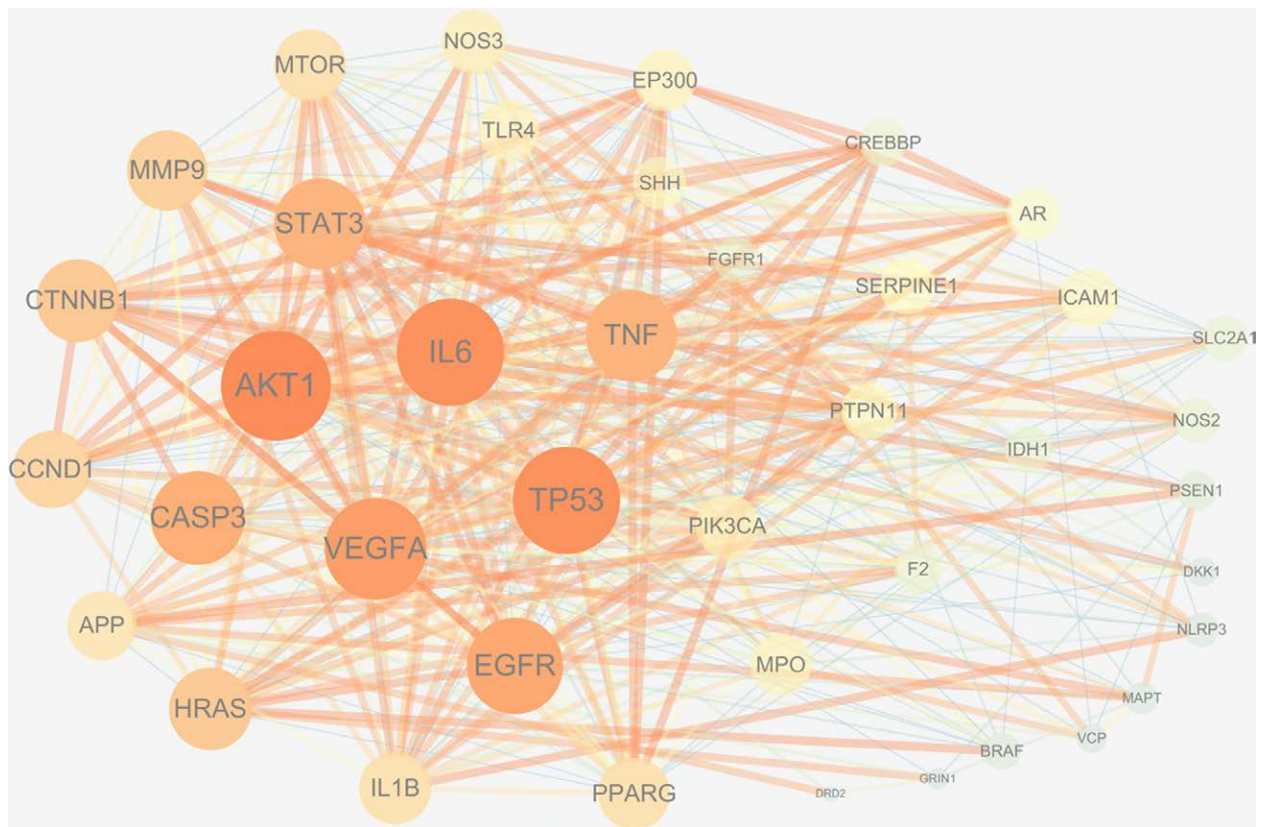 NOS3
MTOR
EP300
TLR4
CREBBP
MMP9
SHH
STAT3
AR
FGFR1
SERPINE1
CTNNB1
ICAM1
TNF
SLC2A1
IL6
AKT1
PTPN11
NOS2
IDH1
CCND1
PSEN1
TP53
CASP3
PIK3CA
VEGFA
F2
DKK1
APP
NLRP3
EGFR
MPO
MAPT
HRAS
VCP
BRAF
GRIN1
IL1B
PPARG
DRD2